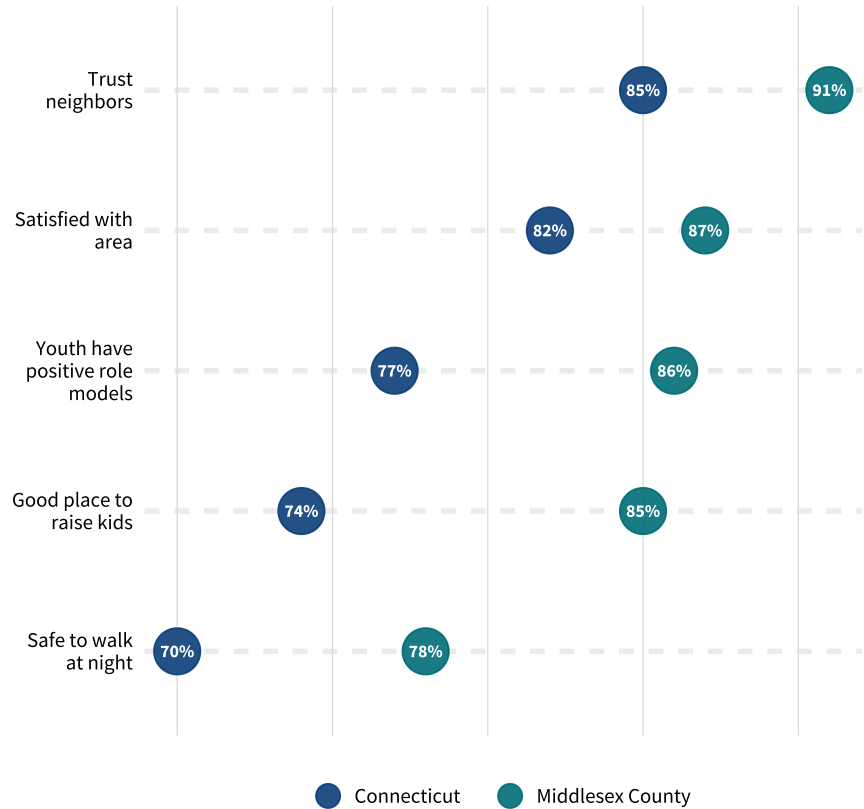 Trust
neighbors
85%
91%
Satisfied with
area
82%
87%
Youth have
positive role
models
77%
86%
Good place to
raise kids
74%
85%
Safe to walk
at night
70%
78%
Connecticut
Middlesex County